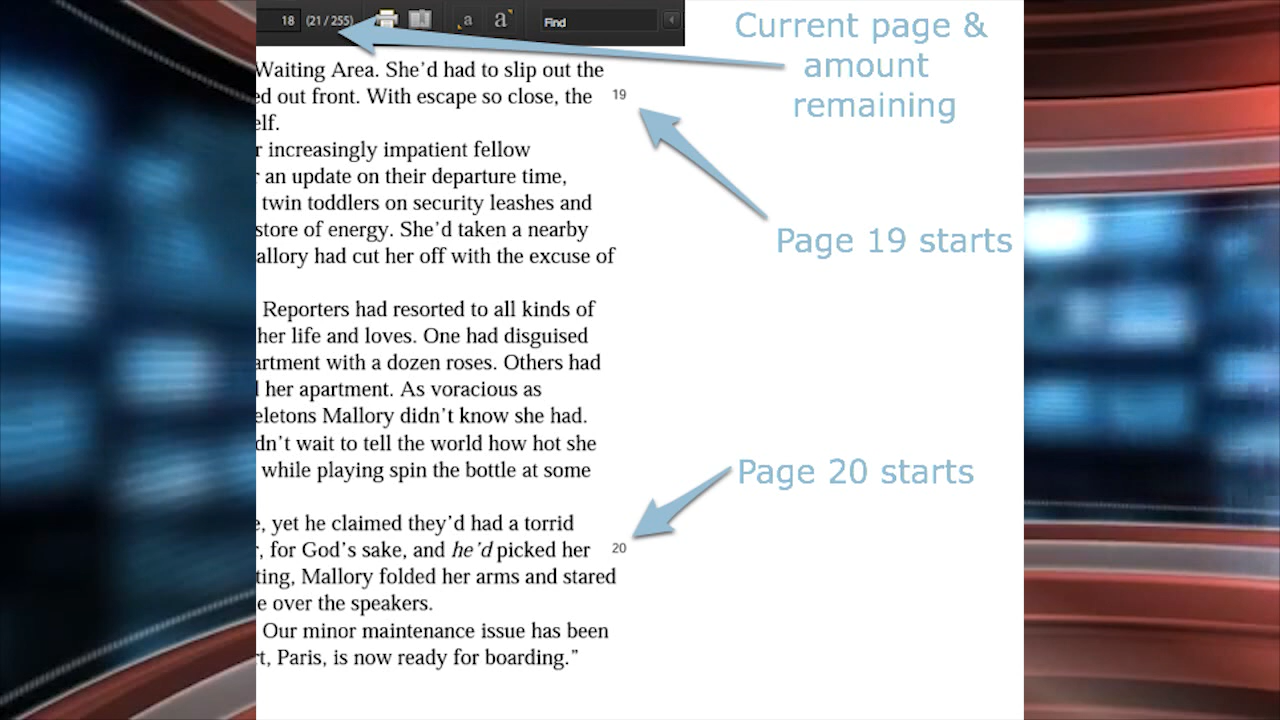 18 (21 / 255) a a Find
Current page &
amount
remaining
Waiting Area. She'd had to slip out the
ed out front. With escape so close, the 19
elf.
r increasingly impatient fellow
r an update on their departure time,
twin toddlers on security leashes and
store of energy. She'd taken a nearby
allory had cut her off with the excuse of
Page 19 starts
Reporters had resorted to all kinds of
her life and loves. One had disguised
artment with a dozen roses. Others had
l her apartment. As voracious as
eletons Mallory didn't know she had.
dn't wait to tell the world how hot she
while playing spin the bottle at some
Page 20 starts
e, yet he claimed they'd had a torrid
r, for God's sake, and he'd picked her 20
ting, Mallory folded her arms and stared
e over the speakers.
Our minor maintenance issue has been
rt, Paris, is now ready for boarding."